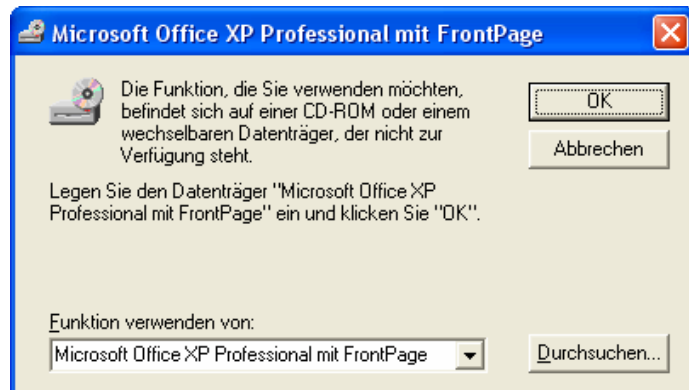 Microsoft Office XP Professional mit FrontPage
Die Funktion, die Sie verwenden möchten,
befindet sich auf einer CD-ROM oder einem
wechselbaren Datenträger, der nicht zur
Verfügung steht.
OK
Abbrechen
Legen Sie den Datenträger "Microsoft Office XP
Professional mit FrontPage" ein und klicken Sie "OK".
Funktion verwenden von:
Microsoft Office XP Professional mit FrontPage
Durchsuchen...